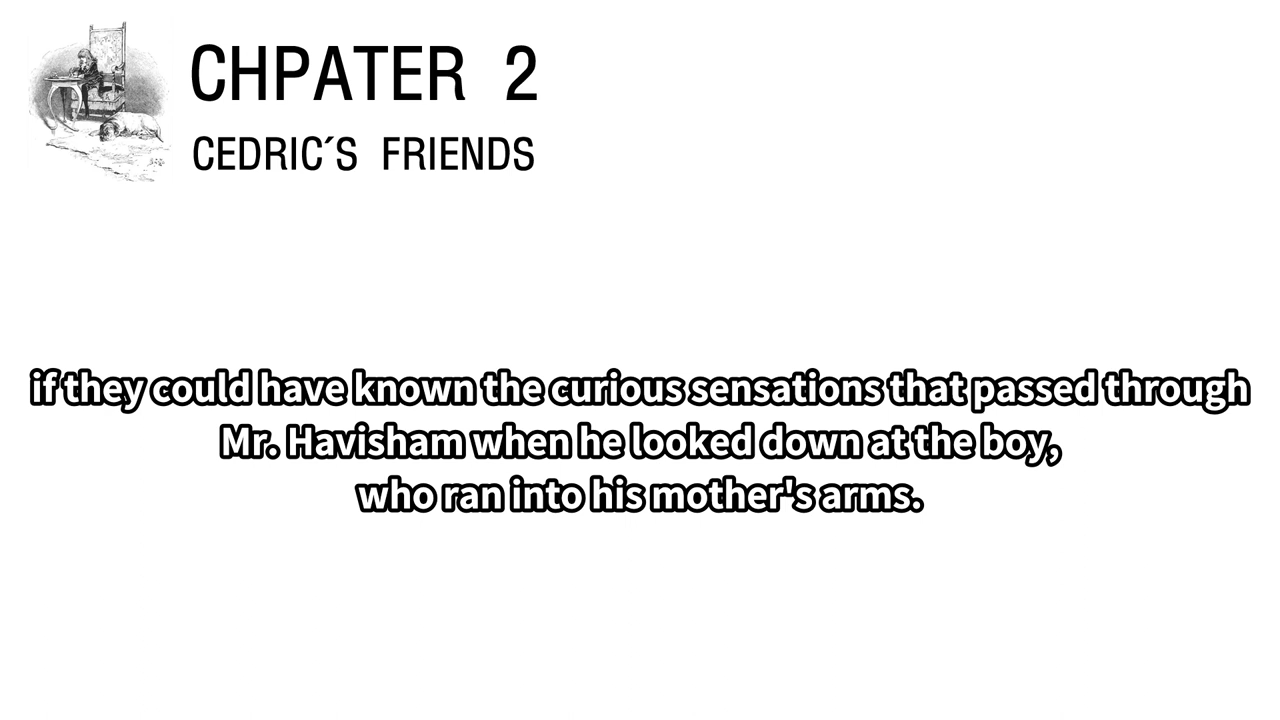 CHPATER 2
CEDRIC´S FRIENDS
if they could have known the curious sensations that passed through
Mr. Havisham when he looked down at the boy,
who ran into his mother's arms.